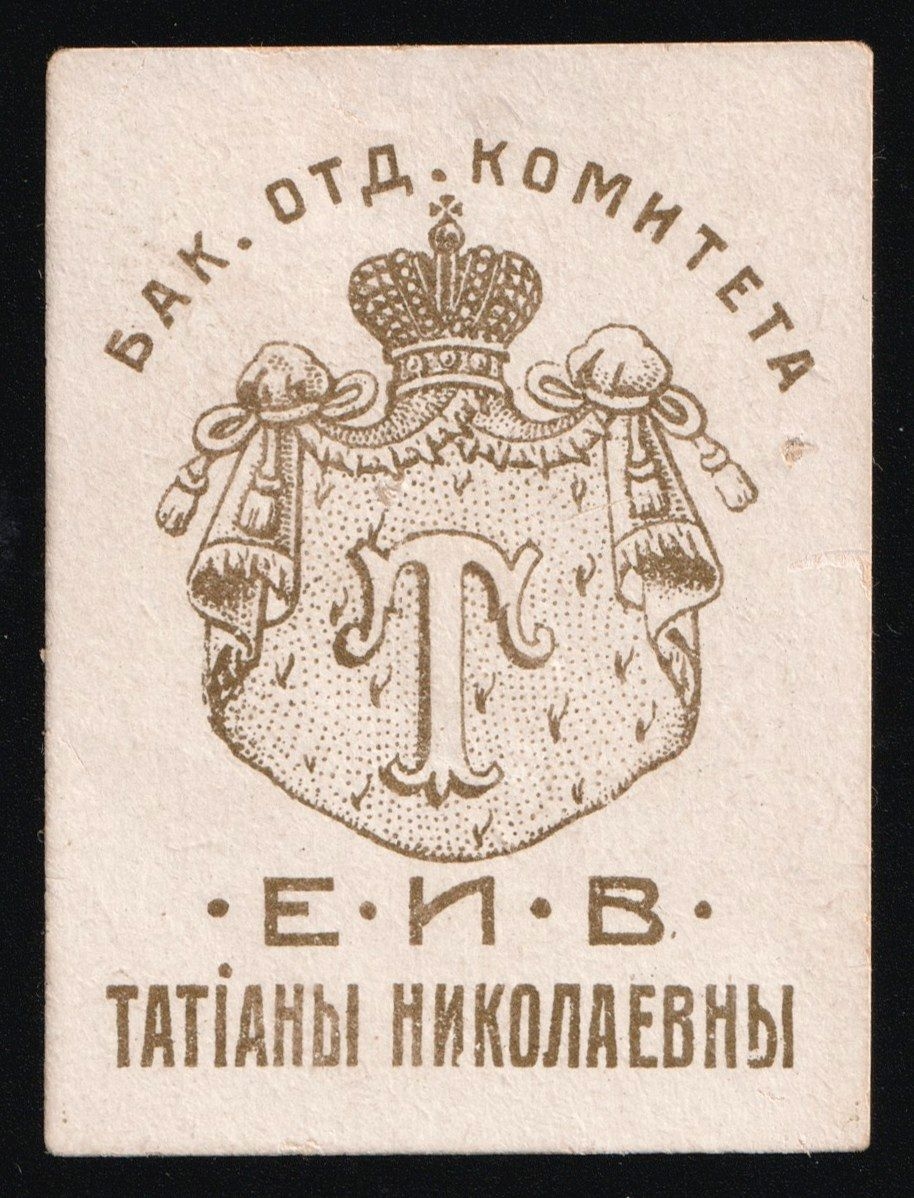 БАК. ОТД. КОМИТЕТА
Т
·Е·И·В·
ТАТІАНЫ НИКОЛАЕВНЫ